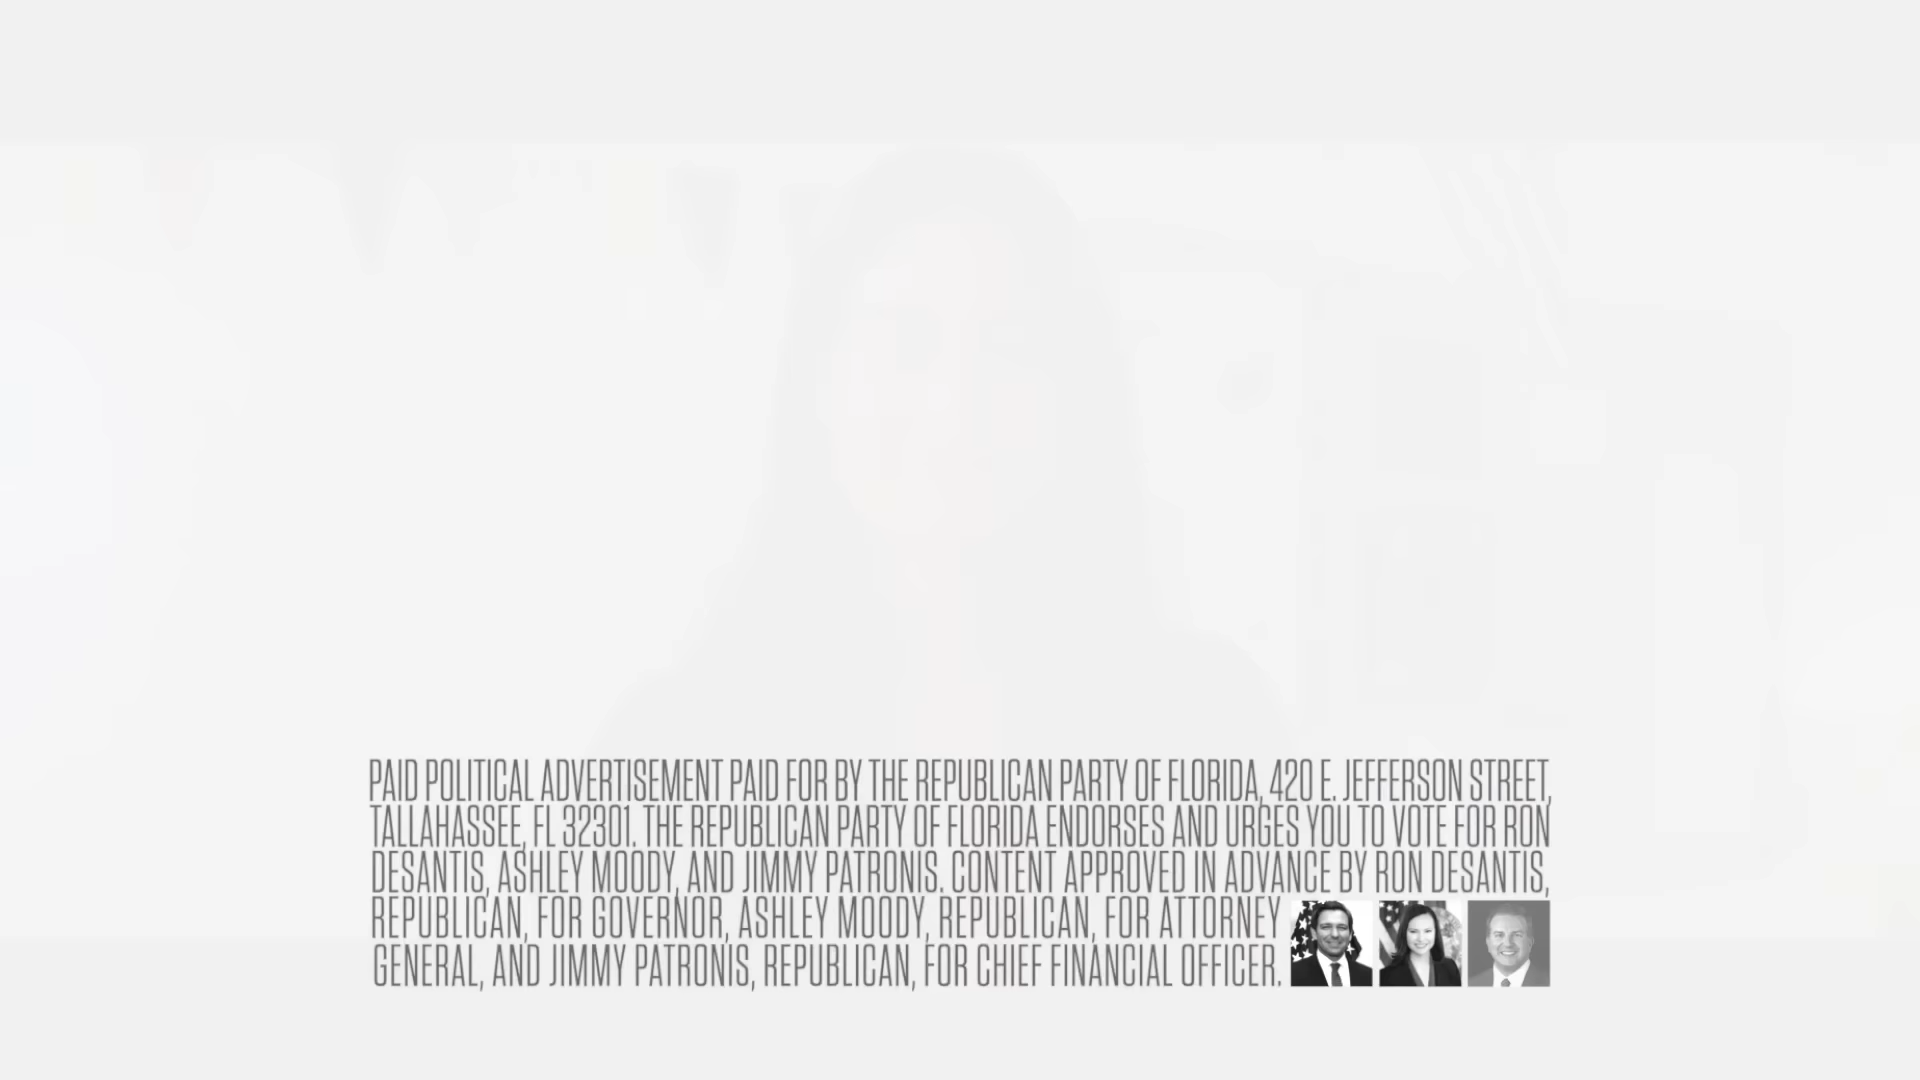 PAID POLITICAL ADVERTISEMENT PAID FOR BY THE REPUBLICAN PARTY OF FLORIDA, 420 E. JEFFERSON STREET,
TALLAHASSEE, FL 32301. THE REPUBLICAN PARTY OF FLORIDA ENDORSES AND URGES YOU TO VOTE FOR RON
DESANTIS, ASHLEY MOODY, AND JIMMY PATRONIS. CONTENT APPROVED IN ADVANCE BY RON DESANTIS,
REPUBLICAN, FOR GOVERNOR, ASHLEY MOODY, REPUBLICAN, FOR ATTORNEY
GENERAL, AND JIMMY PATRONIS, REPUBLICAN, FOR CHIEF FINANCIAL OFFICER.